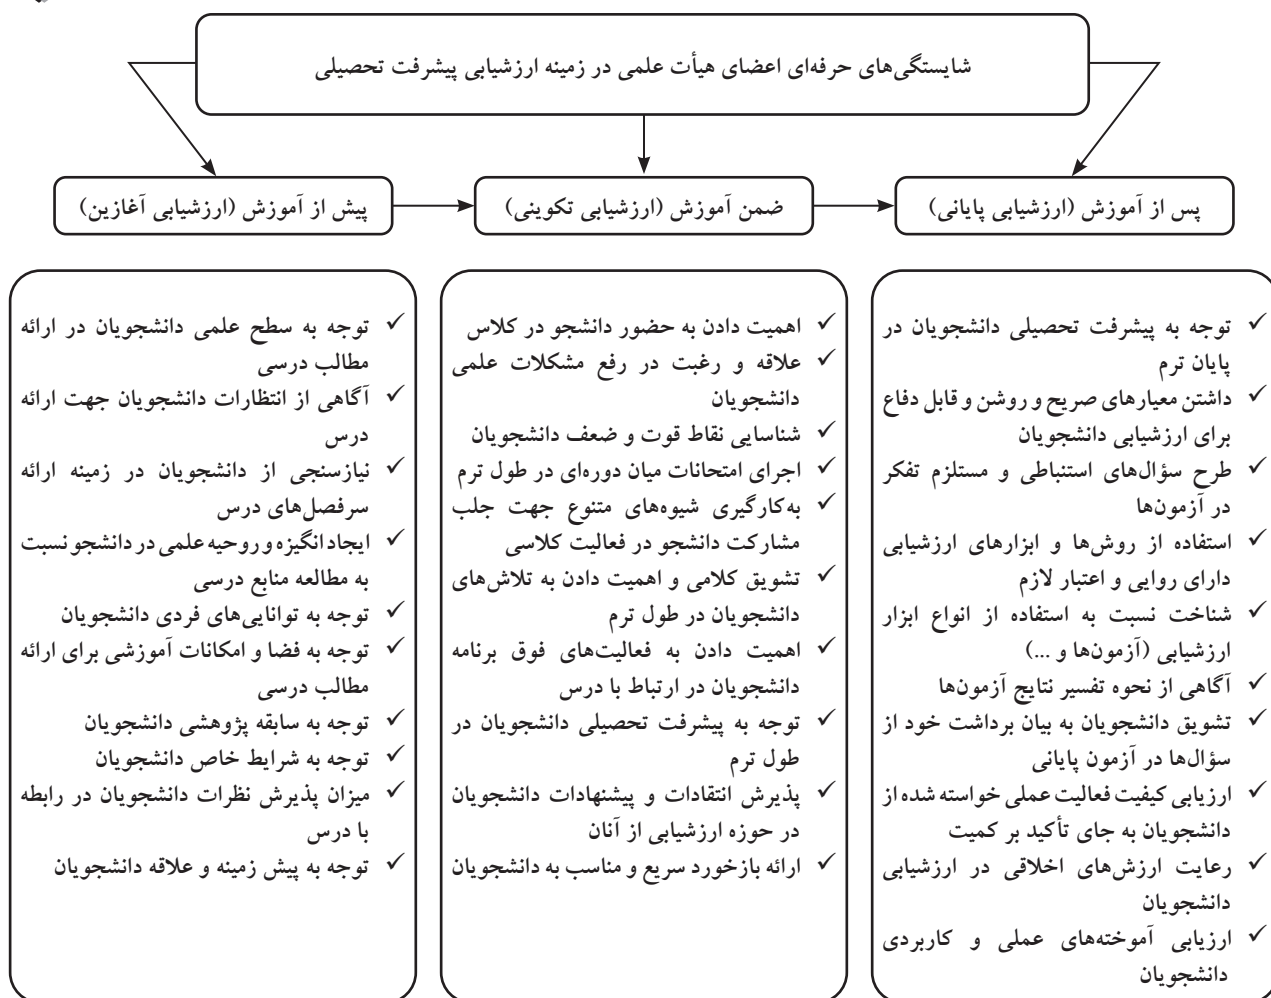 شایستگی‌های حرفه‌ای اعضای هیأت علمی در زمینه ارزشیابی پیشرفت تحصیلی
پس از آموزش (ارزشیابی پایانی)
ضمن آموزش (ارزشیابی تکوینی)
پیش از آموزش (ارزشیابی آغازین)
✓ توجه به پیشرفت تحصیلی دانشجویان در
پایان ترم
✓ داشتن معیارهای صریح و روشن و قابل دفاع
برای ارزشیابی دانشجویان
✓ طرح سؤال‌های استنباطی و مستلزم تفکر
در آزمون‌ها
✓ استفاده از روش‌ها و ابزارهای ارزشیابی
دارای روایی و اعتبار لازم
✓ شناخت نسبت به استفاده از انواع ابزار
ارزشیابی (آزمون‌ها و ...)
✓ آگاهی از نحوه تفسیر نتایج آزمون‌ها
✓ تشویق دانشجویان به بیان برداشت خود از
سؤال‌ها در آزمون پایانی
✓ ارزیابی کیفیت فعالیت عملی خواسته شده از
دانشجویان به جای تأکید بر کمیت
✓ رعایت ارزش‌های اخلاقی در ارزشیابی
دانشجویان
✓ ارزیابی آموخته‌های عملی و کاربردی
دانشجویان
✓ اهمیت دادن به حضور دانشجو در کلاس
✓ علاقه و رغبت در رفع مشکلات علمی
دانشجویان
✓ شناسایی نقاط قوت و ضعف دانشجویان
✓ اجرای امتحانات میان دوره‌ای در طول ترم
✓ به‌کارگیری شیوه‌های متنوع جهت جلب
مشارکت دانشجو در فعالیت کلاسی
✓ تشویق کلامی و اهمیت دادن به تلاش‌های
دانشجویان در طول ترم
✓ اهمیت دادن به فعالیت‌های فوق برنامه
دانشجویان در ارتباط با درس
✓ توجه به پیشرفت تحصیلی دانشجویان در
طول ترم
✓ پذیرش انتقادات و پیشنهادات دانشجویان
در حوزه ارزشیابی از آنان
✓ ارائه بازخورد سریع و مناسب به دانشجویان
✓ توجه به سطح علمی دانشجویان در ارائه
مطالب درسی
✓ آگاهی از انتظارات دانشجویان جهت ارائه
درس
✓ نیازسنجی از دانشجویان در زمینه ارائه
سرفصل‌های درس
✓ ایجاد انگیزه و روحیه علمی در دانشجو نسبت
به مطالعه منابع درسی
✓ توجه به توانایی‌های فردی دانشجویان
✓ توجه به فضا و امکانات آموزشی برای ارائه
مطالب درسی
✓ توجه به سابقه پژوهشی دانشجویان
✓ توجه به شرایط خاص دانشجویان
✓ میزان پذیرش نظرات دانشجویان در رابطه
با درس
✓ توجه به پیش زمینه و علاقه دانشجویان